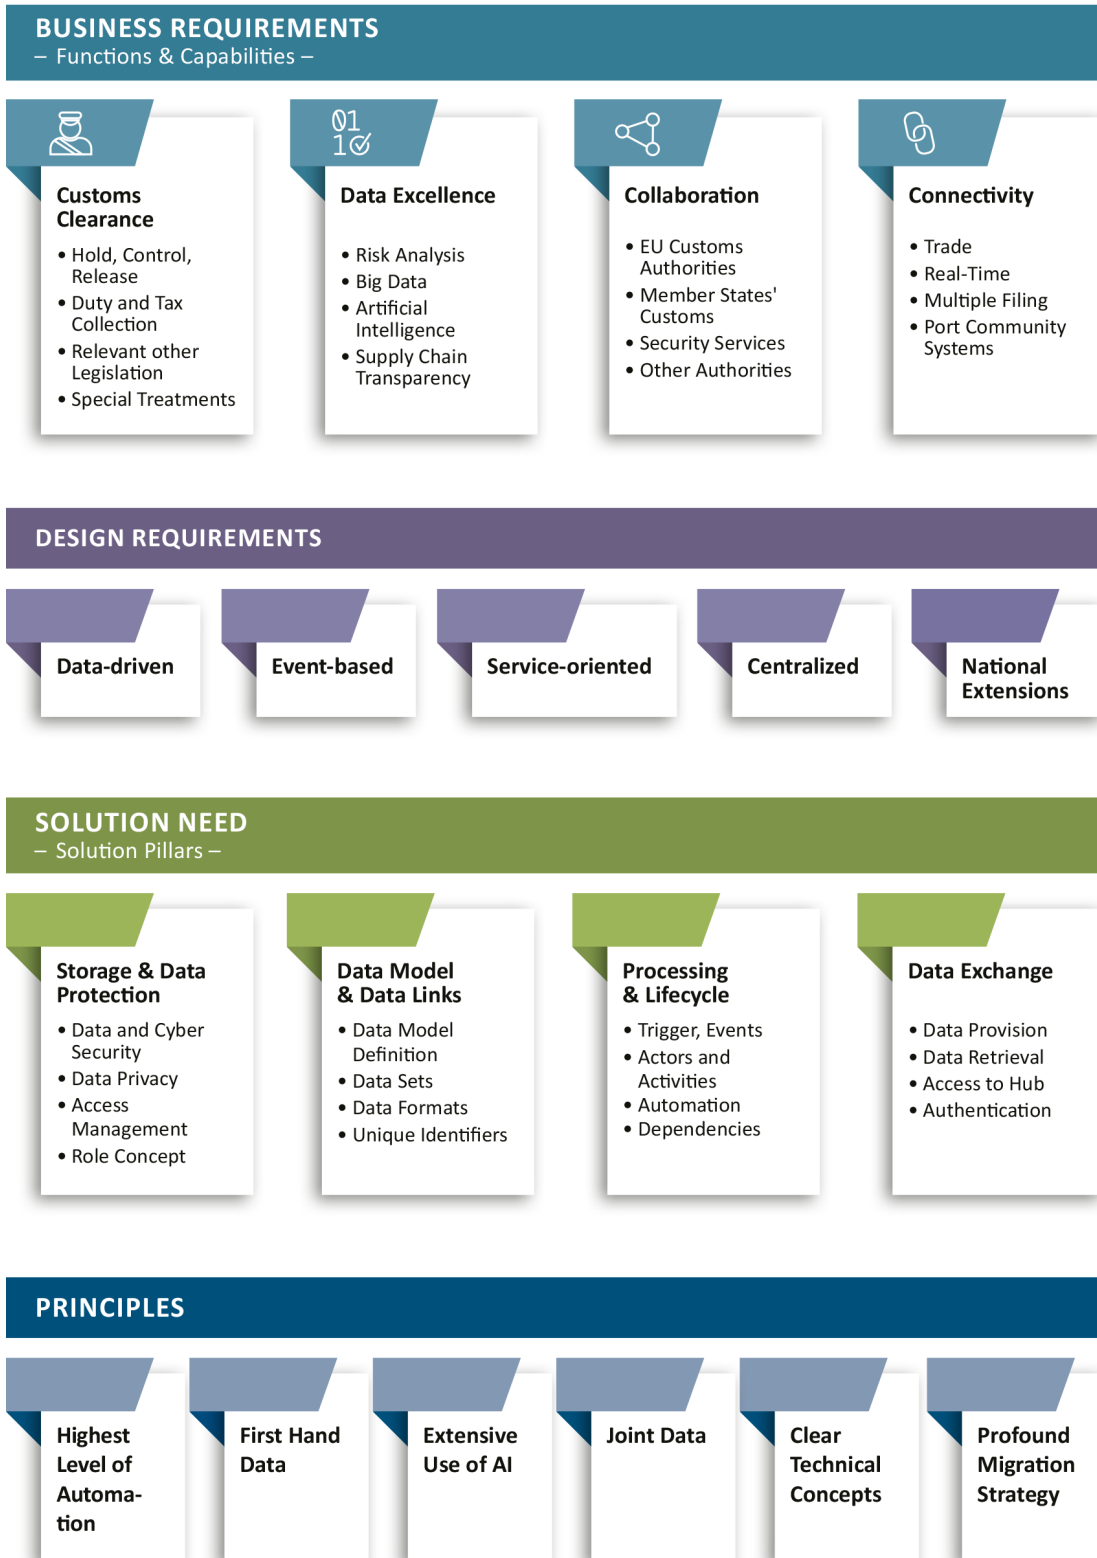 BUSINESS REQUIREMENTS
– Functions & Capabilities –
01
1
Customs
Clearance
• Hold, Control,
Release
• Duty and Tax
Collection
• Relevant other
Legislation
• Special Treatments
Data Excellence
• Risk Analysis
• Big Data
• Artificial
Intelligence
• Supply Chain
Transparency
Collaboration
• EU Customs
Authorities
• Member States'
Customs
• Security Services
• Other Authorities
Connectivity
• Trade
• Real-Time
• Multiple Filing
• Port Community
Systems
DESIGN REQUIREMENTS
Data-driven
Event-based
Service-oriented
Centralized
National
Extensions
SOLUTION NEED
– Solution Pillars –
Storage & Data
Protection
• Data and Cyber
Security
• Data Privacy
• Access
Management
• Role Concept
Data Model
& Data Links
• Data Model
Definition
• Data Sets
• Data Formats
• Unique Identifiers
Processing
& Lifecycle
• Trigger, Events
• Actors and
Activities
• Automation
• Dependencies
Data Exchange
• Data Provision
• Data Retrieval
• Access to Hub
• Authentication
PRINCIPLES
Highest
Level of
Automa-
tion
First Hand
Data
Extensive
Use of AI
Joint Data
Clear
Technical
Concepts
Profound
Migration
Strategy